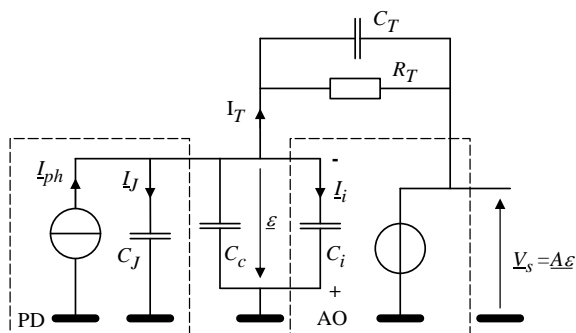 C_T
R_T
I_T
-
I_ph
I_J
ε
I_i
C_J
C_c
C_i
V_s=Aε
+
PD
AO